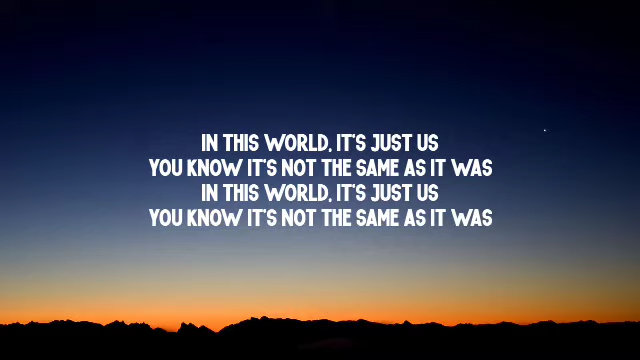 IN THIS WORLD, IT'S JUST US
YOU KNOW IT'S NOT THE SAME AS IT WAS
IN THIS WORLD, IT'S JUST US
YOU KNOW IT'S NOT THE SAME AS IT WAS